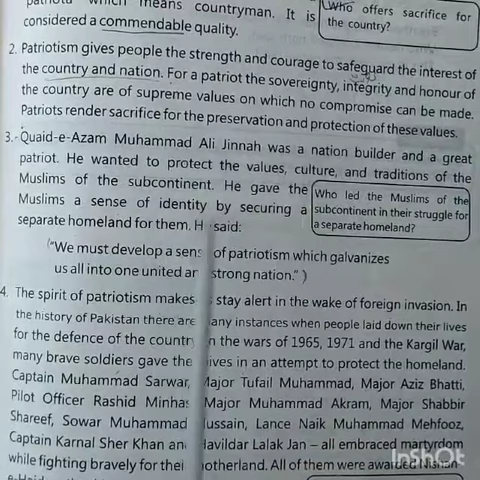 which means countryman. It is
considered a commendable quality.
Who offers sacrifice for
the country?
2. Patriotism gives people the strength and courage to safeguard the interest of
the country and nation. For a patriot the sovereignty, integrity and honour of
the country are of supreme values on which no compromise can be made.
Patriots render sacrifice for the preservation and protection of these values.
3. Quaid-e-Azam Muhammad Ali Jinnah was a nation builder and a great
patriot. He wanted to protect the values, culture, and traditions of the
Muslims of the subcontinent. He gave the
Muslims a sense of identity by securing a
separate homeland for them. H said:
Who led the Muslims of the
subcontinent in their struggle for
a separate homeland?
("We must develop a sens of patriotism which galvanizes
us all into one united an strong nation.")
4. The spirit of patriotism makes stay alert in the wake of foreign invasion. In
the history of Pakistan there are any instances when people laid down their lives
for the defence of the countr n the wars of 1965, 1971 and the Kargil War,
many brave soldiers gave the ives in an attempt to protect the homeland.
Captain Muhammad Sarwar, Major Tufail Muhammad, Major Aziz Bhatti,
Pilot Officer Rashid Minhas Major Muhammad Akram, Major Shabbir
Shareef, Sowar Muhammad Hussain, Lance Naik Muhammad Mehfooz,
Captain Karnal Sher Khan an Havildar Lalak Jan – all embraced martyrdom
while fighting bravely for thei motherland. All of them were awarded Nishan-
InShOt